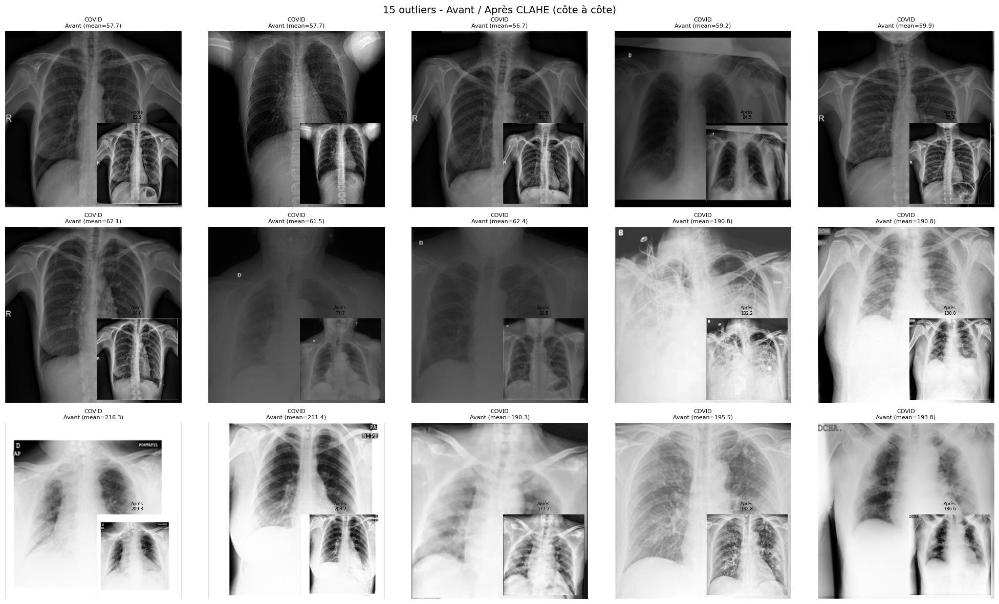 15 outliers - Avant / Après CLAHE (côte à côte)
COVID
Avant (mean=57.7)
COVID
Avant (mean=57.7)
COVID
Avant (mean=56.7)
COVID
Avant (mean=59.2)
COVID
Avant (mean=59.9)
R
Après
83.9
R
Après
R
Après
84.7
R
D
Après
84.5
D
R
Après
85.1
R
COVID
Avant (mean=62.1)
COVID
Avant (mean=61.5)
COVID
Avant (mean=62.4)
COVID
Avant (mean=190.8)
COVID
Avant (mean=190.8)
R
Après
88.0
R
D
Après
77.7
D
D
Après
80.5
D
B
Après
182.2
B
DCHA
Après
180.0
COVID
Avant (mean=216.3)
COVID
Avant (mean=211.4)
COVID
Avant (mean=190.3)
COVID
Avant (mean=195.5)
COVID
Avant (mean=193.8)
D
PORTATIL
AP
Après
209.3
D
AP
PORTATIL
PA
BIPE
Après
203.7
PA
BIPE
Après
177.2
Après
182.8
DCHA.
Après
186.6
DCHA.